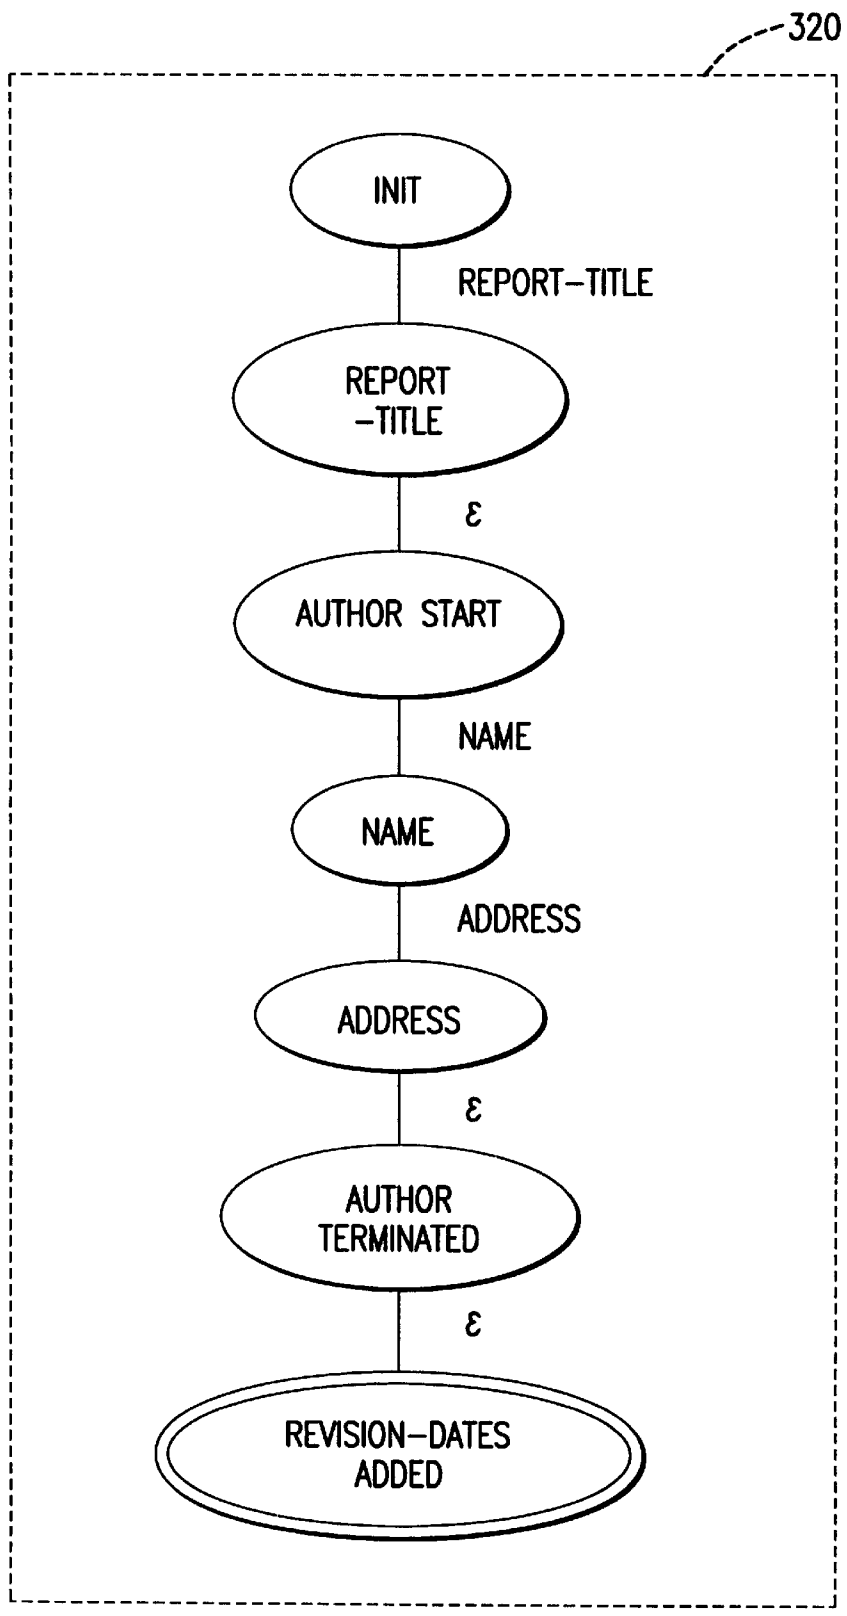 320
INIT
REPORT-TITLE
REPORT
-TITLE
ε
AUTHOR START
NAME
NAME
ADDRESS
ADDRESS
ε
AUTHOR
TERMINATED
ε
REVISION-DATES
ADDED